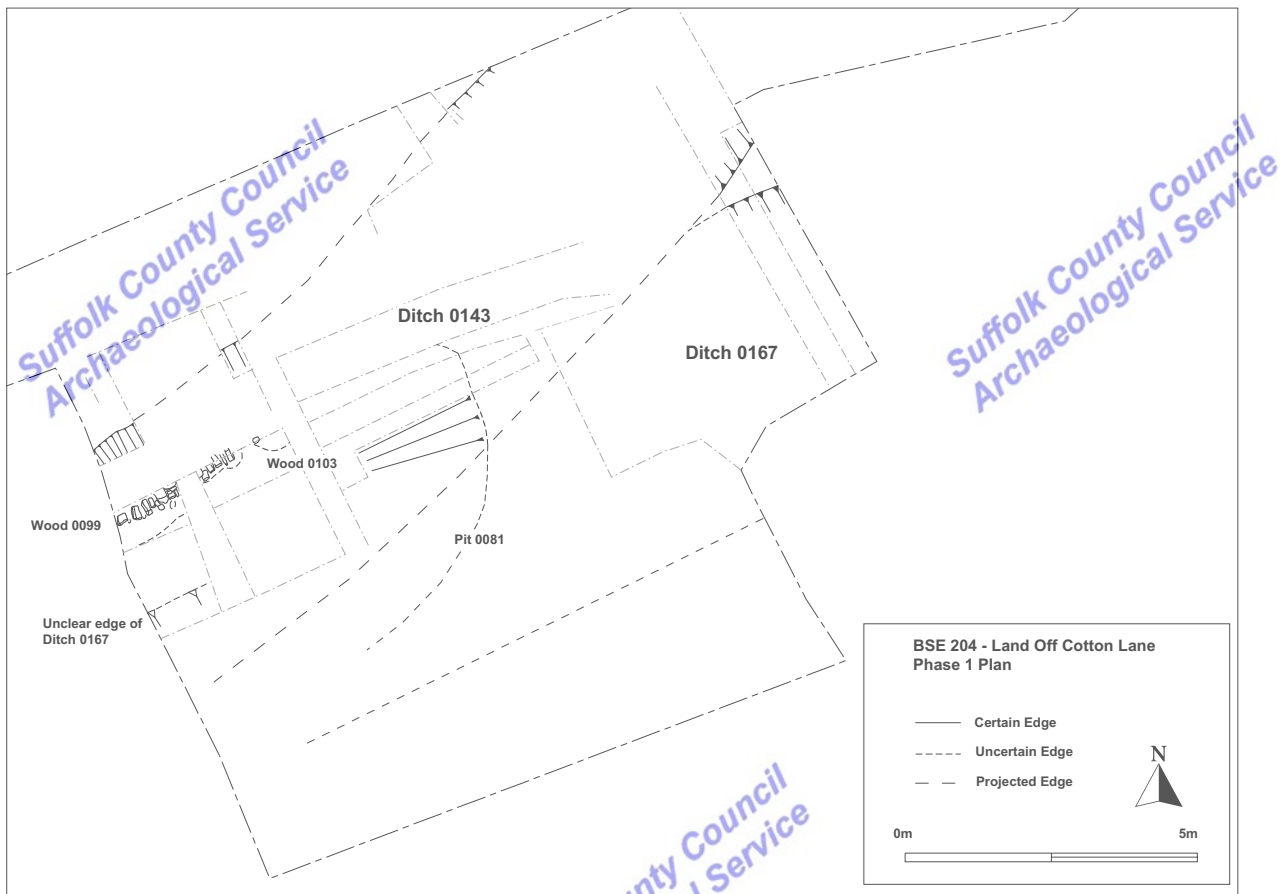 Suffolk County Council
Archaeological Service
Suffolk County Council
Archaeological Service
Ditch 0143
Ditch 0167
Wood 0103
Wood 0099
Pit 0081
Unclear edge of
Ditch 0167
BSE 204 - Land Off Cotton Lane
Phase 1 Plan
Certain Edge
Uncertain Edge
Projected Edge
N
0m
5m
Council
Service